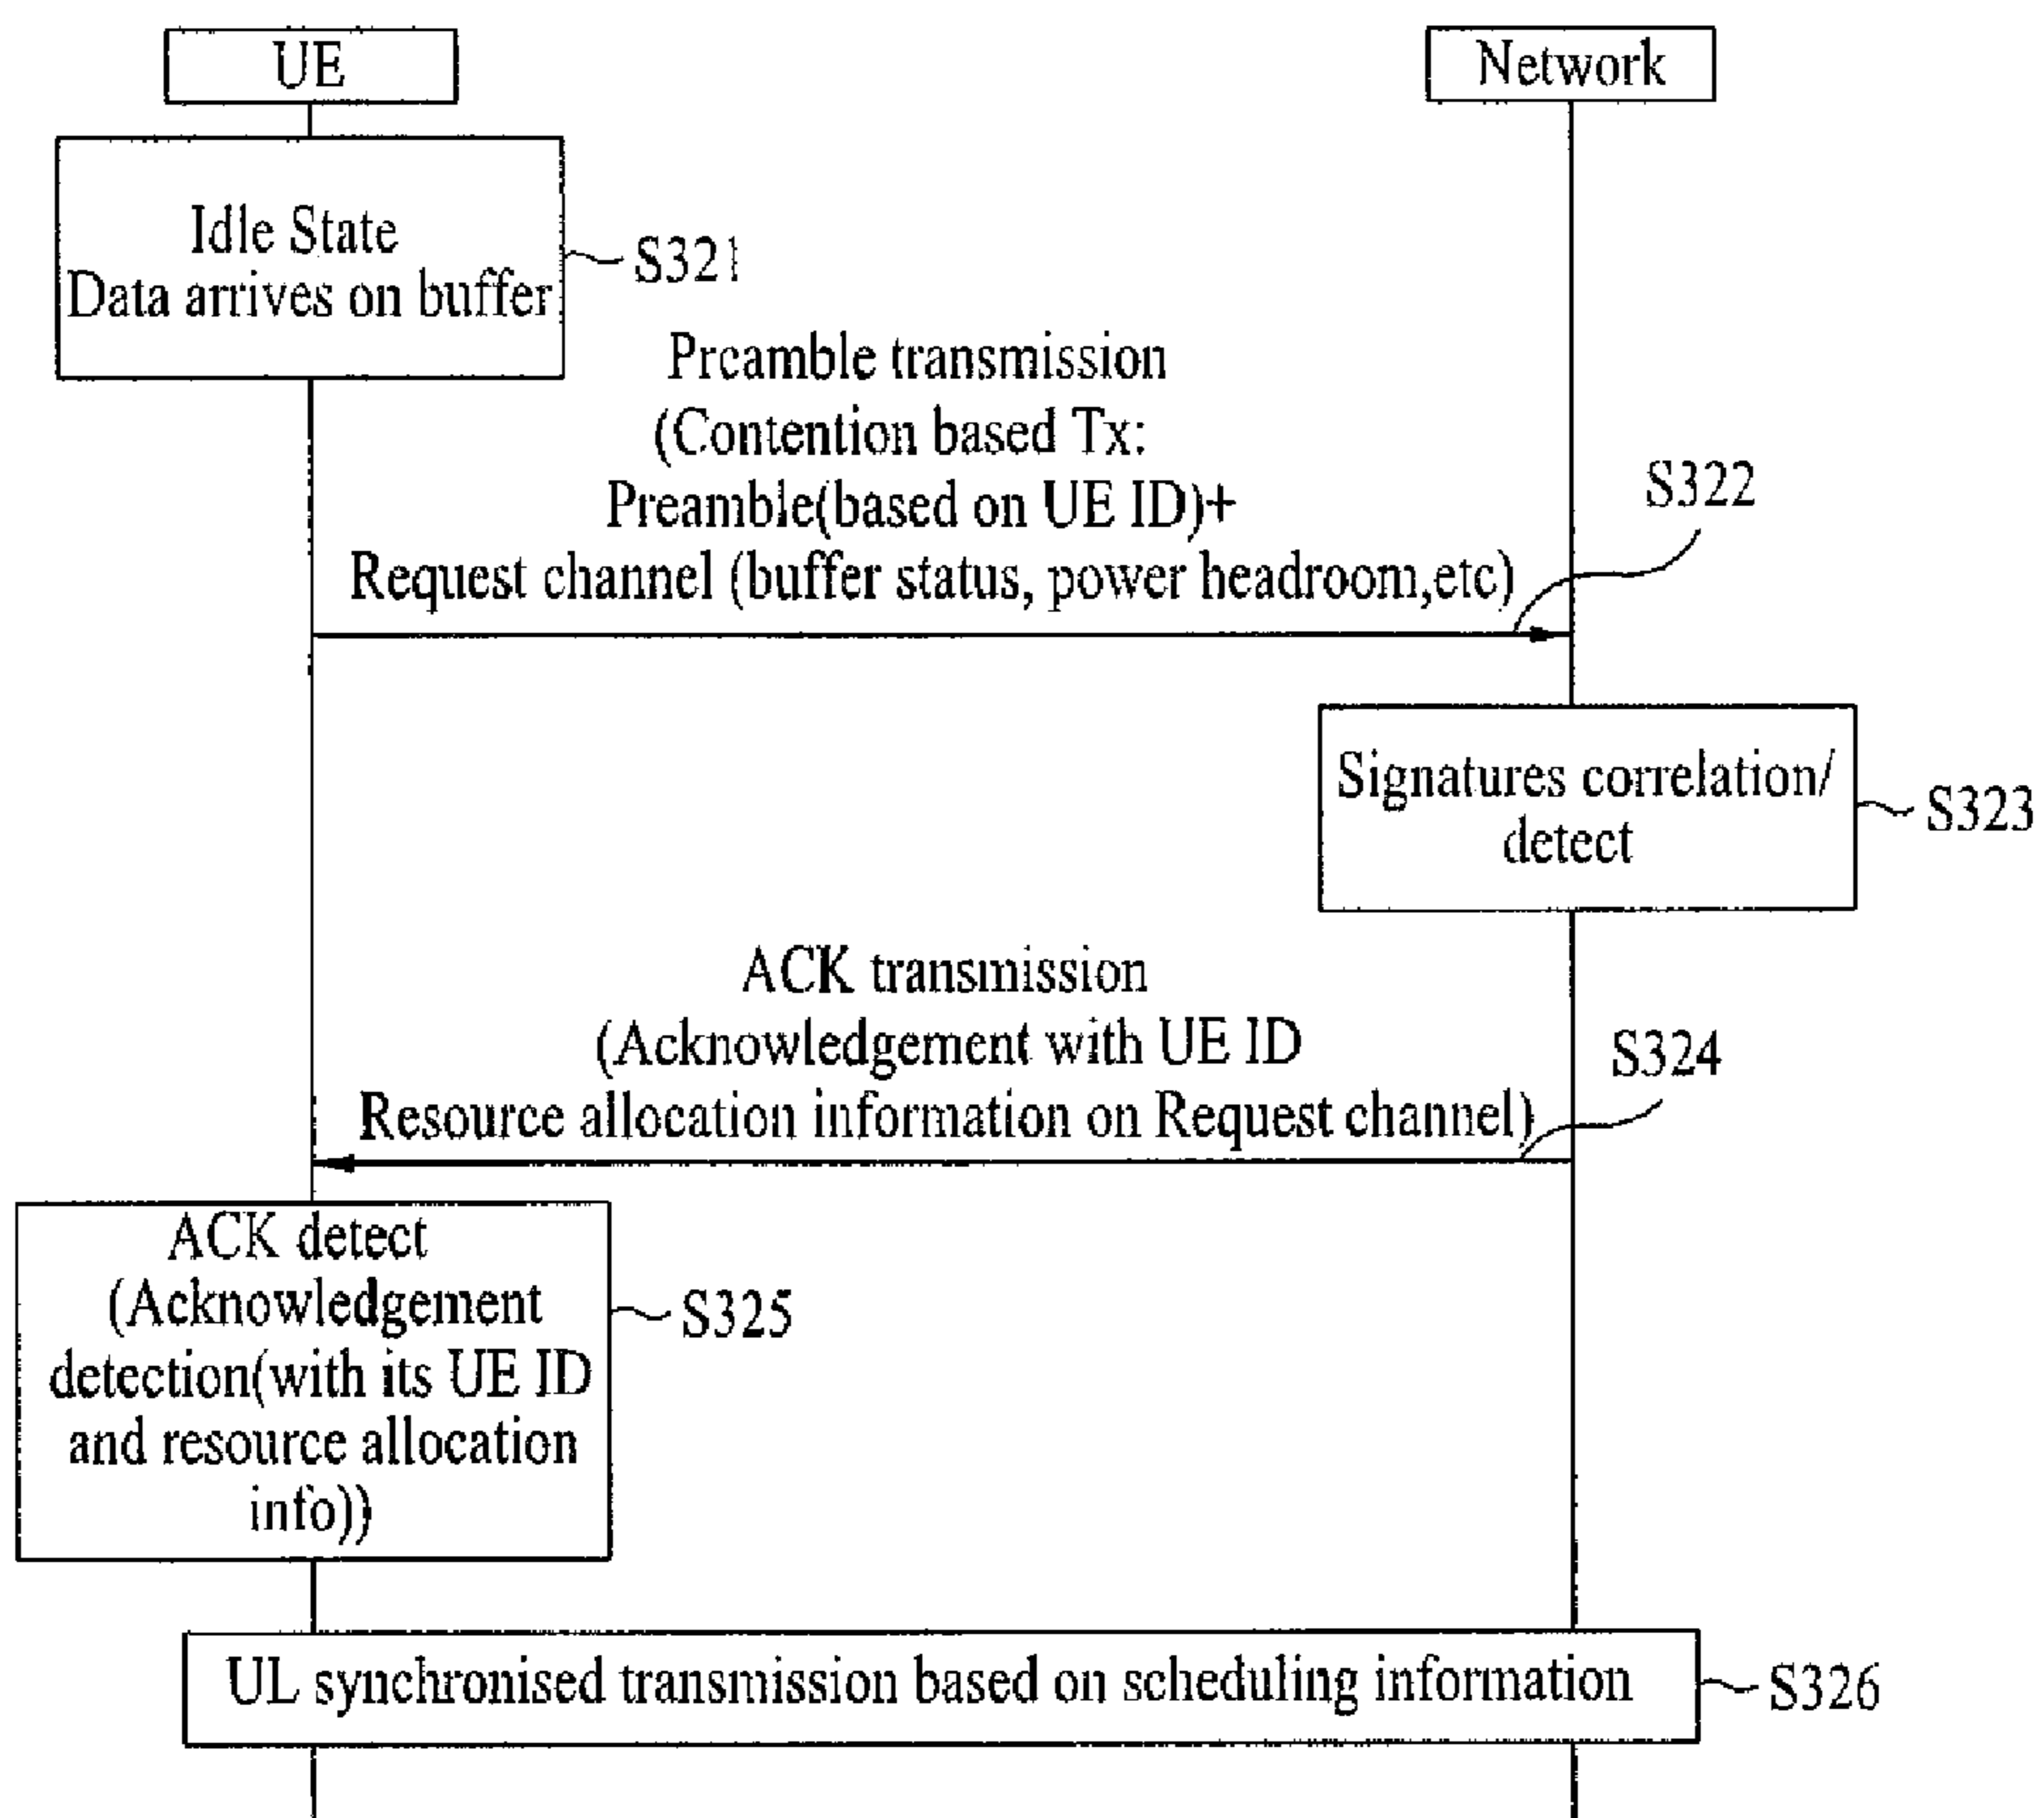 UE
Network
Idle State
Data arrives on buffer
S321
Preamble transmission
(Contention based Tx:
Preamble(based on UE ID)+
Request channel (buffer status, power headroom,etc)
S322
Signatures correlation/
detect
S323
ACK transmission
(Acknowledgement with UE ID
Resource allocation information on Request channel)
S324
ACK detect
(Acknowledgement
detection(with its UE ID
and resource allocation
info))
S325
UL synchronised transmission based on scheduling information
S326